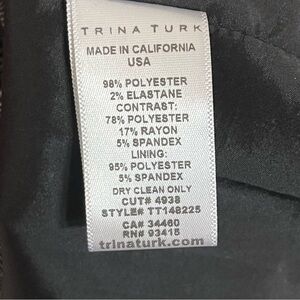 TRINA TURK
MADE IN CALIFORNIA
USA
98% POLYESTER
2% ELASTANE
CONTRAST:
78% POLYESTER
17% RAYON
5% SPANDEX
LINING:
95% POLYESTER
5% SPANDEX
DRY CLEAN ONLY
CUT# 4938
STYLE# TT148225
CA# 34460
RN# 93415
trinaturk.com